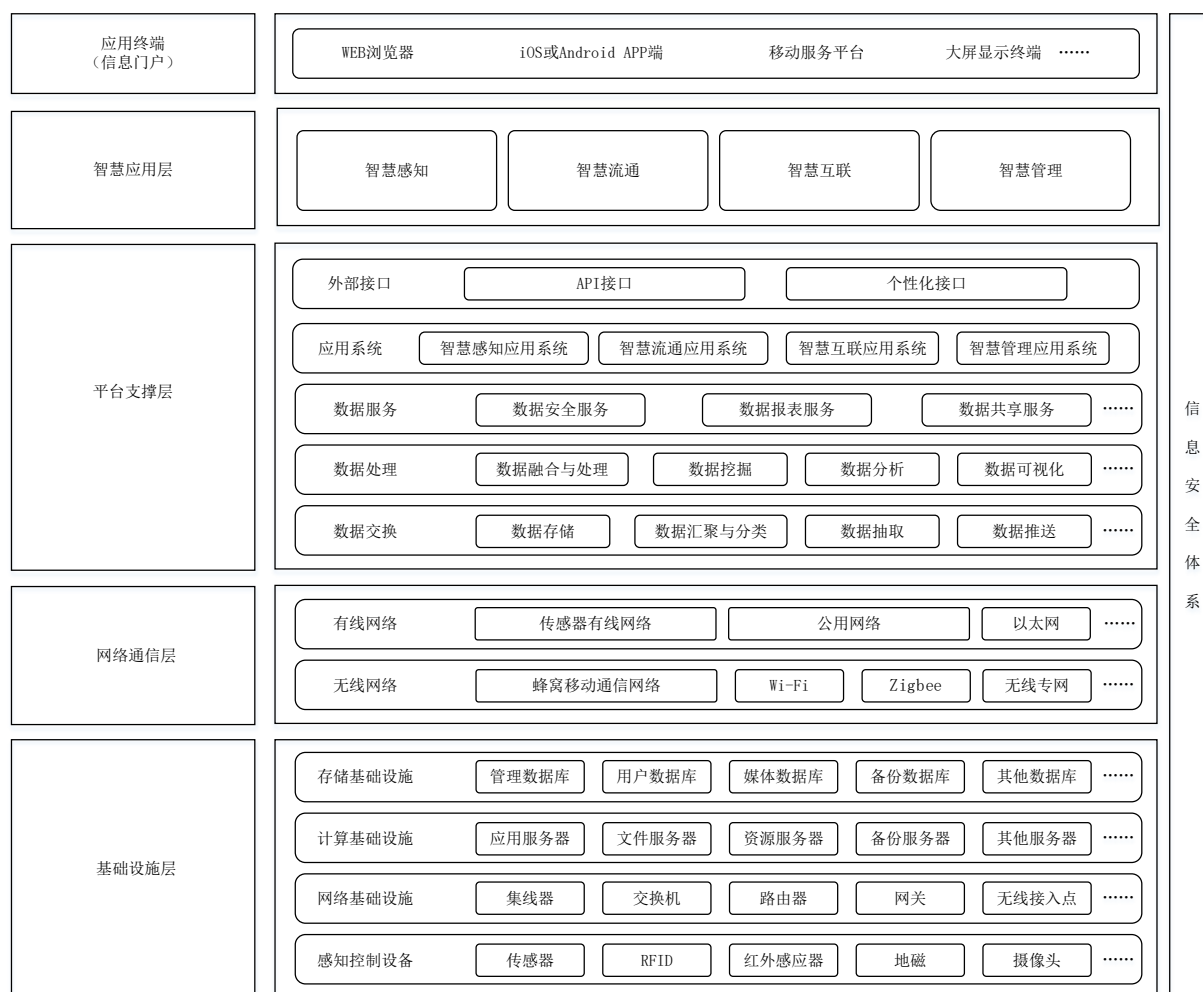 应用终端
（信息门户）
WEB浏览器 iOS或Android APP端 移动服务平台 大屏显示终端 ……
智慧应用层
智慧感知 智慧流通 智慧互联 智慧管理
平台支撑层
外部接口 API接口 个性化接口
应用系统 智慧感知应用系统 智慧流通应用系统 智慧互联应用系统 智慧管理应用系统
数据服务 数据安全服务 数据报表服务 数据共享服务 ……
数据处理 数据融合与处理 数据挖掘 数据分析 数据可视化 ……
数据交换 数据存储 数据汇聚与分类 数据抽取 数据推送 ……
网络通信层
有线网络 传感器有线网络 公用网络 以太网 ……
无线网络 蜂窝移动通信网络 Wi-Fi Zigbee 无线专网 ……
基础设施层
存储基础设施 管理数据库 用户数据库 媒体数据库 备份数据库 其他数据库 ……
计算基础设施 应用服务器 文件服务器 资源服务器 备份服务器 其他服务器 ……
网络基础设施 集线器 交换机 路由器 网关 无线接入点 ……
感知控制设备 传感器 RFID 红外感应器 地磁 摄像头 ……
信
息
安
全
体
系